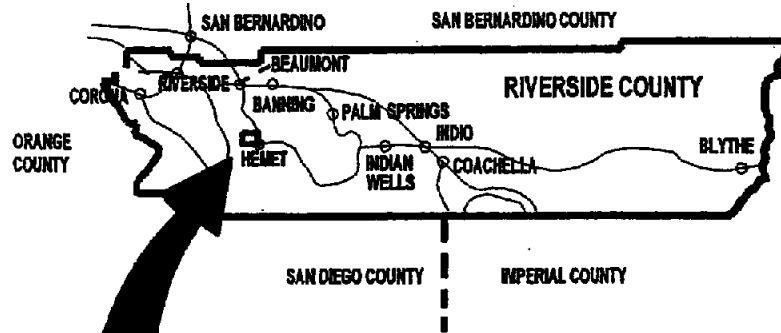 SAN BERNARDINO
SAN BERNARDINO COUNTY
BEAUMONT
RIVERSIDE
RIVERSIDE COUNTY
CORONA
BANNING
PALM SPRINGS
ORANGE
COUNTY
HEMET
INDIO
INDIAN
WELLS
COACHELLA
BLYTHE
SAN DIEGO COUNTY
IMPERIAL COUNTY